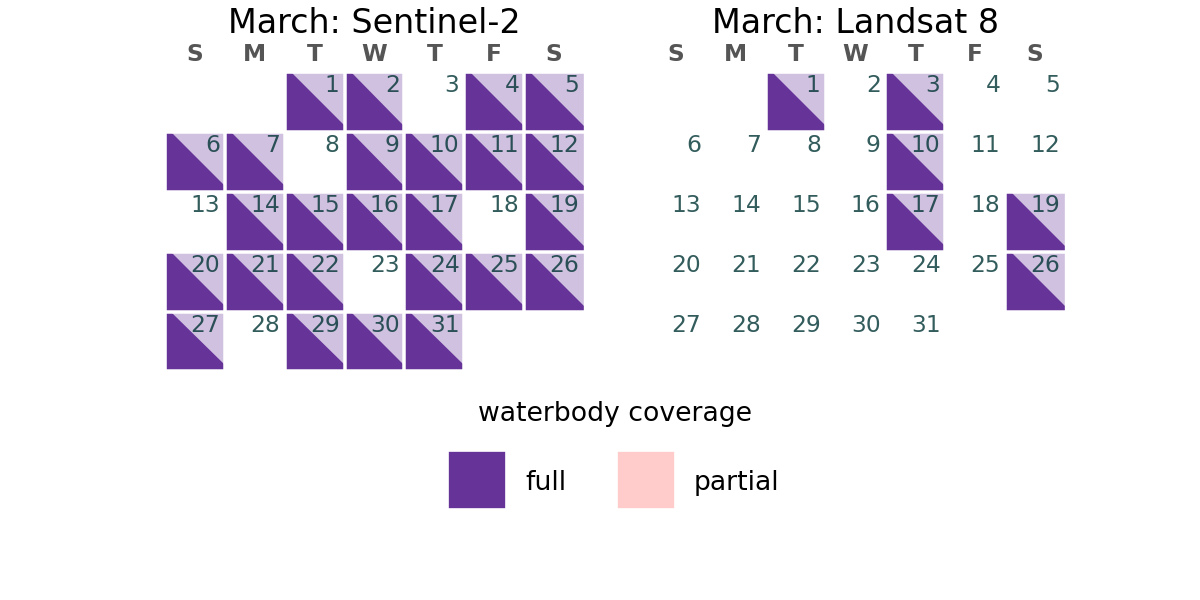 March: Sentinel-2
S M T W T F S
1 2 3 4 5
6 7 8 9 10 11 12
13 14 15 16 17 18 19
20 21 22 23 24 25 26
27 28 29 30 31
March: Landsat 8
S M T W T F S
1 2 3 4 5
6 7 8 9 10 11 12
13 14 15 16 17 18 19
20 21 22 23 24 25 26
27 28 29 30 31
waterbody coverage
full partial